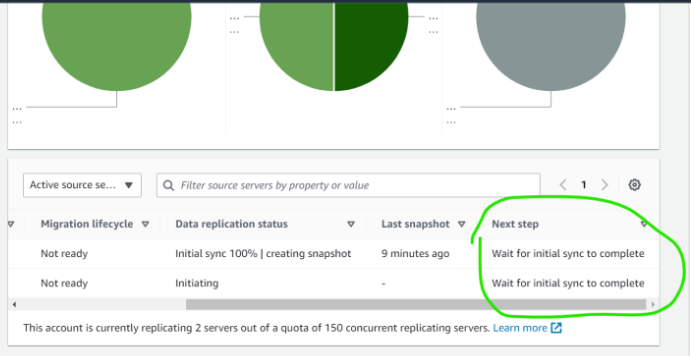 ...
...
...
...
...
...
...
...
Active source se...
Filter source servers by property or value
1
Migration lifecycle Data replication status Last snapshot Next step
Not ready Initial sync 100% | creating snapshot 9 minutes ago Wait for initial sync to complete
Not ready Initiating - Wait for initial sync to complete
This account is currently replicating 2 servers out of a quota of 150 concurrent replicating servers. Learn more